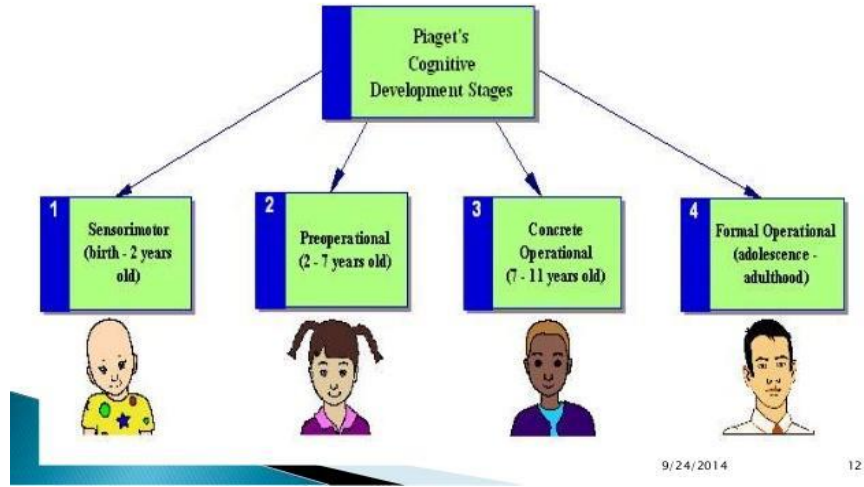 Piaget's
Cognitive
Development Stages
1
Sensorimotor
(birth - 2 years
old)
2
Preoperational
(2 - 7 years old)
3
Concrete
Operational
(7 - 11 years old)
4
Formal Operational
(adolescence -
adulthood)
9/24/2014
12